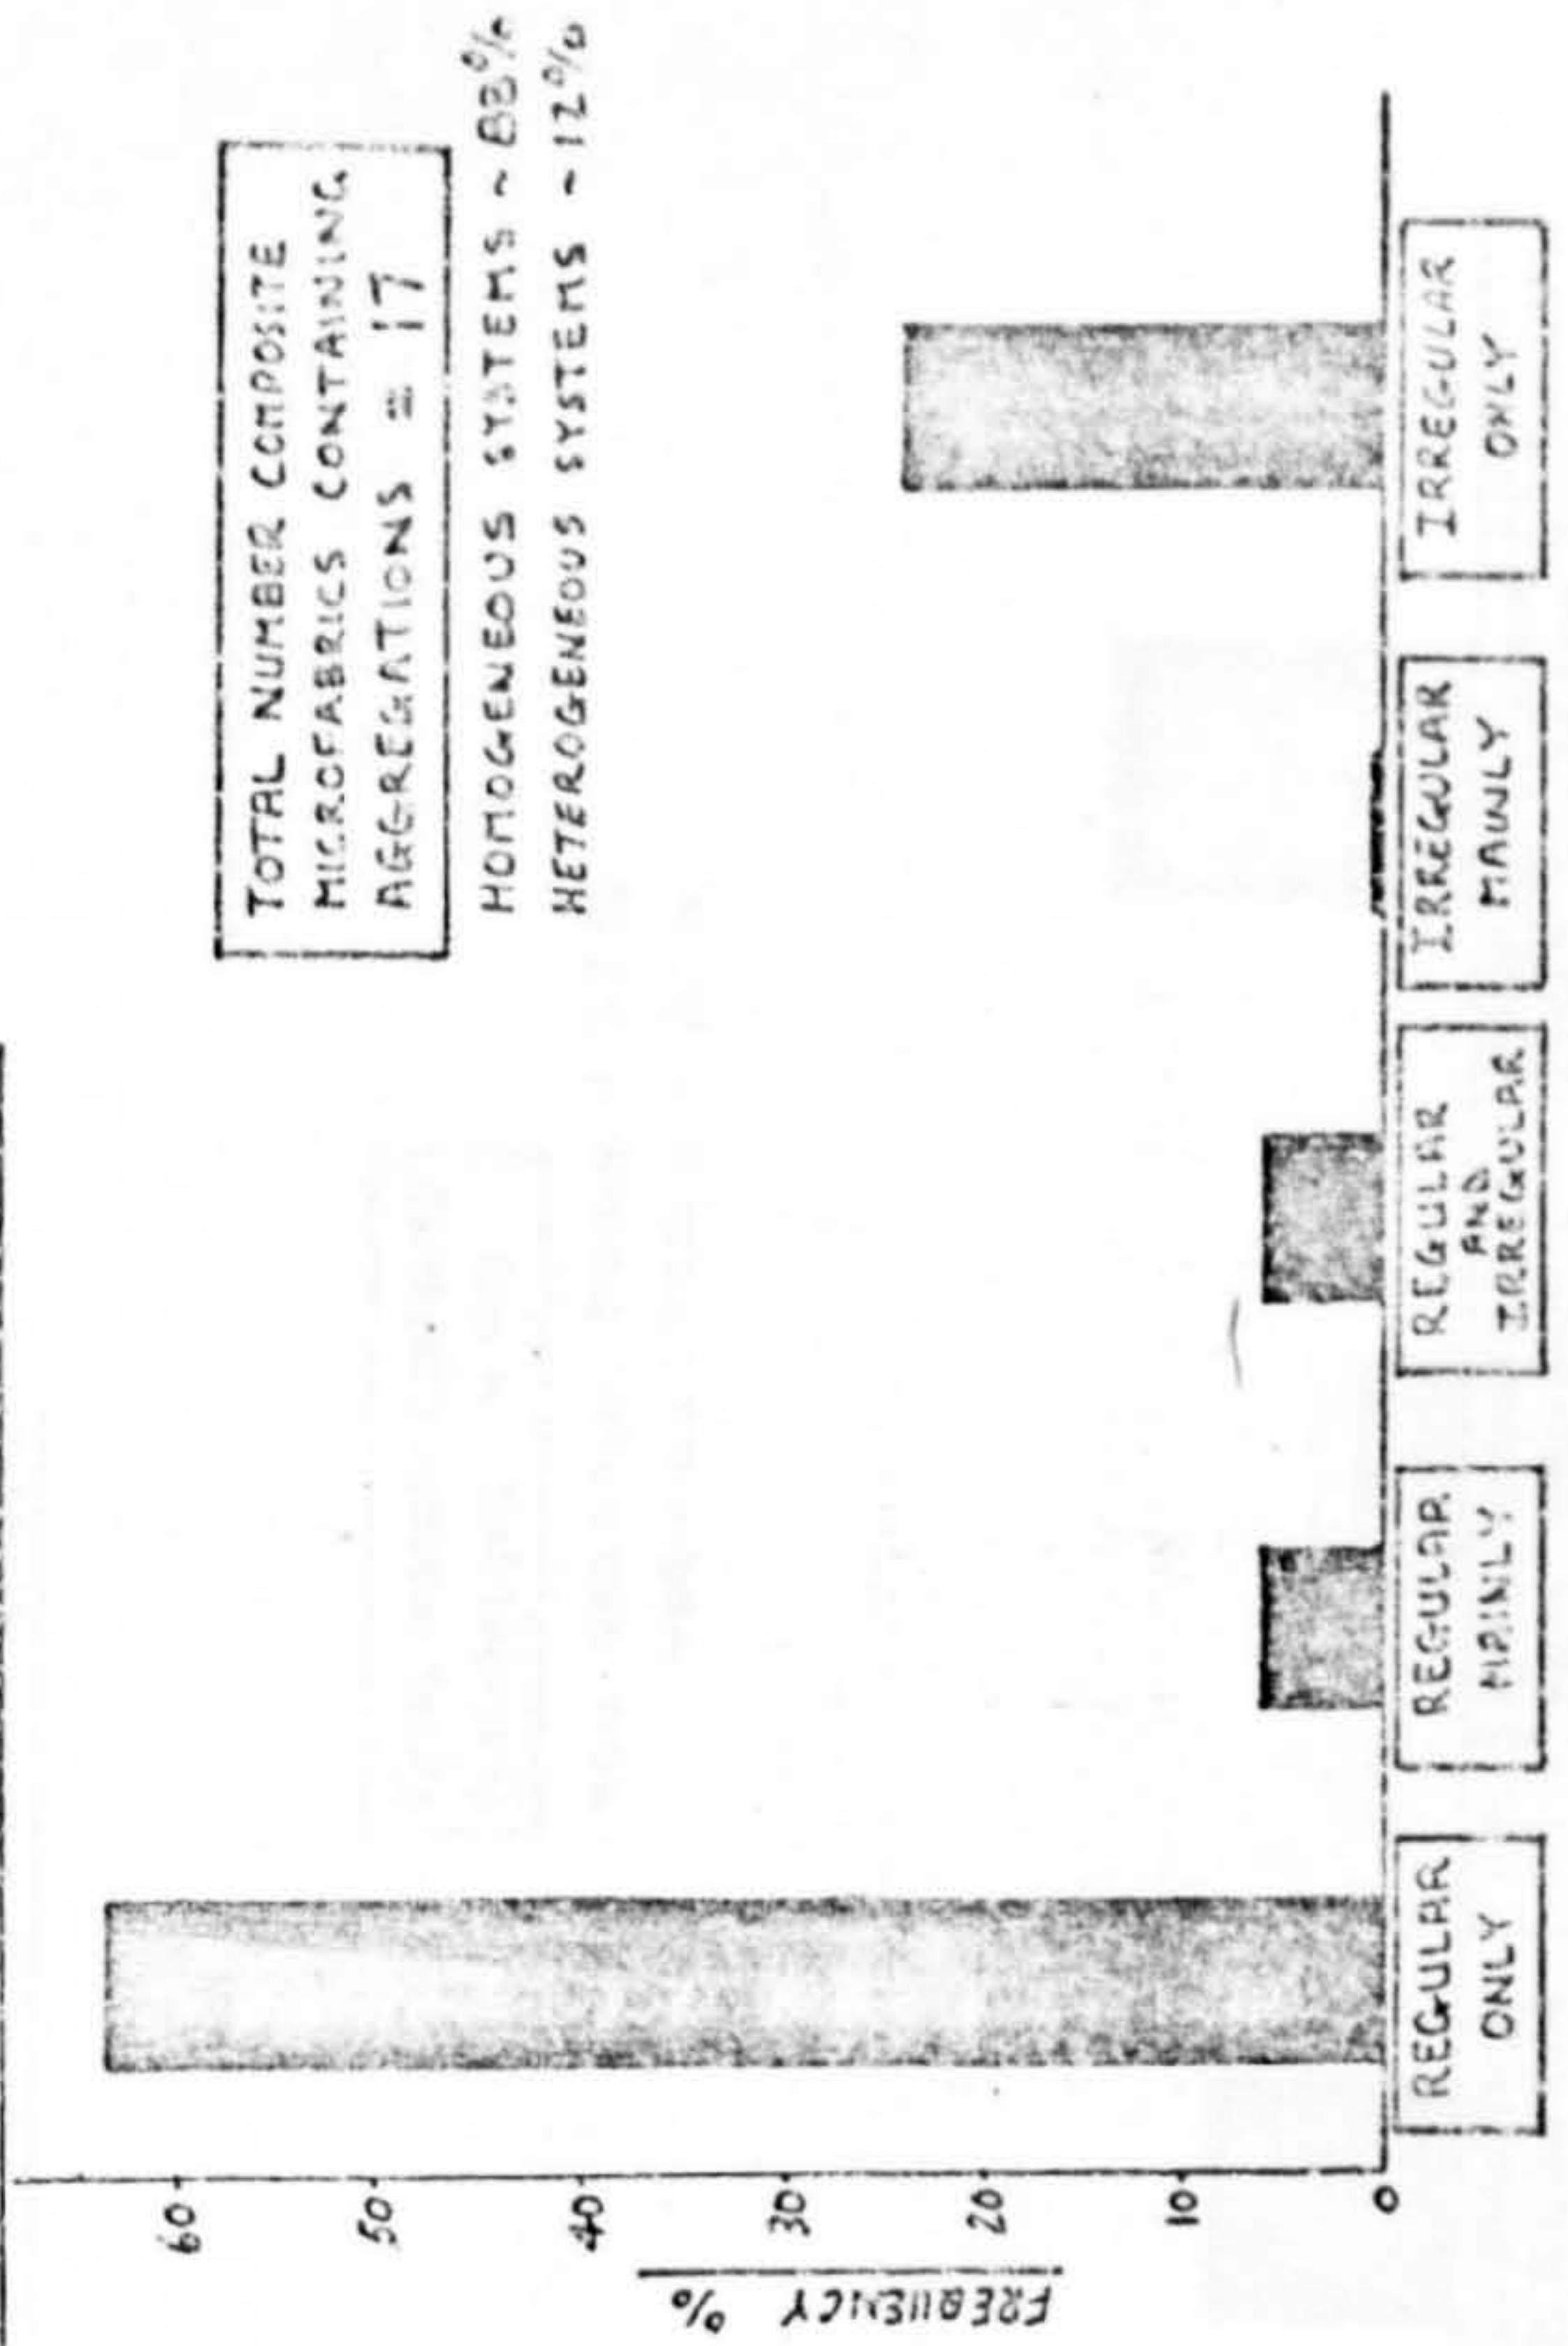 TOTAL NUMBER COMPOSITE
MICROFABRICS CONTAINING
AGGREGATIONS = 17
HOMOGENEOUS SYSTEMS ~ 88%
HETEROGENEOUS SYSTEMS ~ 12%
FREQUENCY %
60
50
40
30
20
10
0
REGULAR
ONLY
REGULAR
MAINLY
REGULAR
AND
IRREGULAR
IRREGULAR
MAINLY
IRREGULAR
ONLY